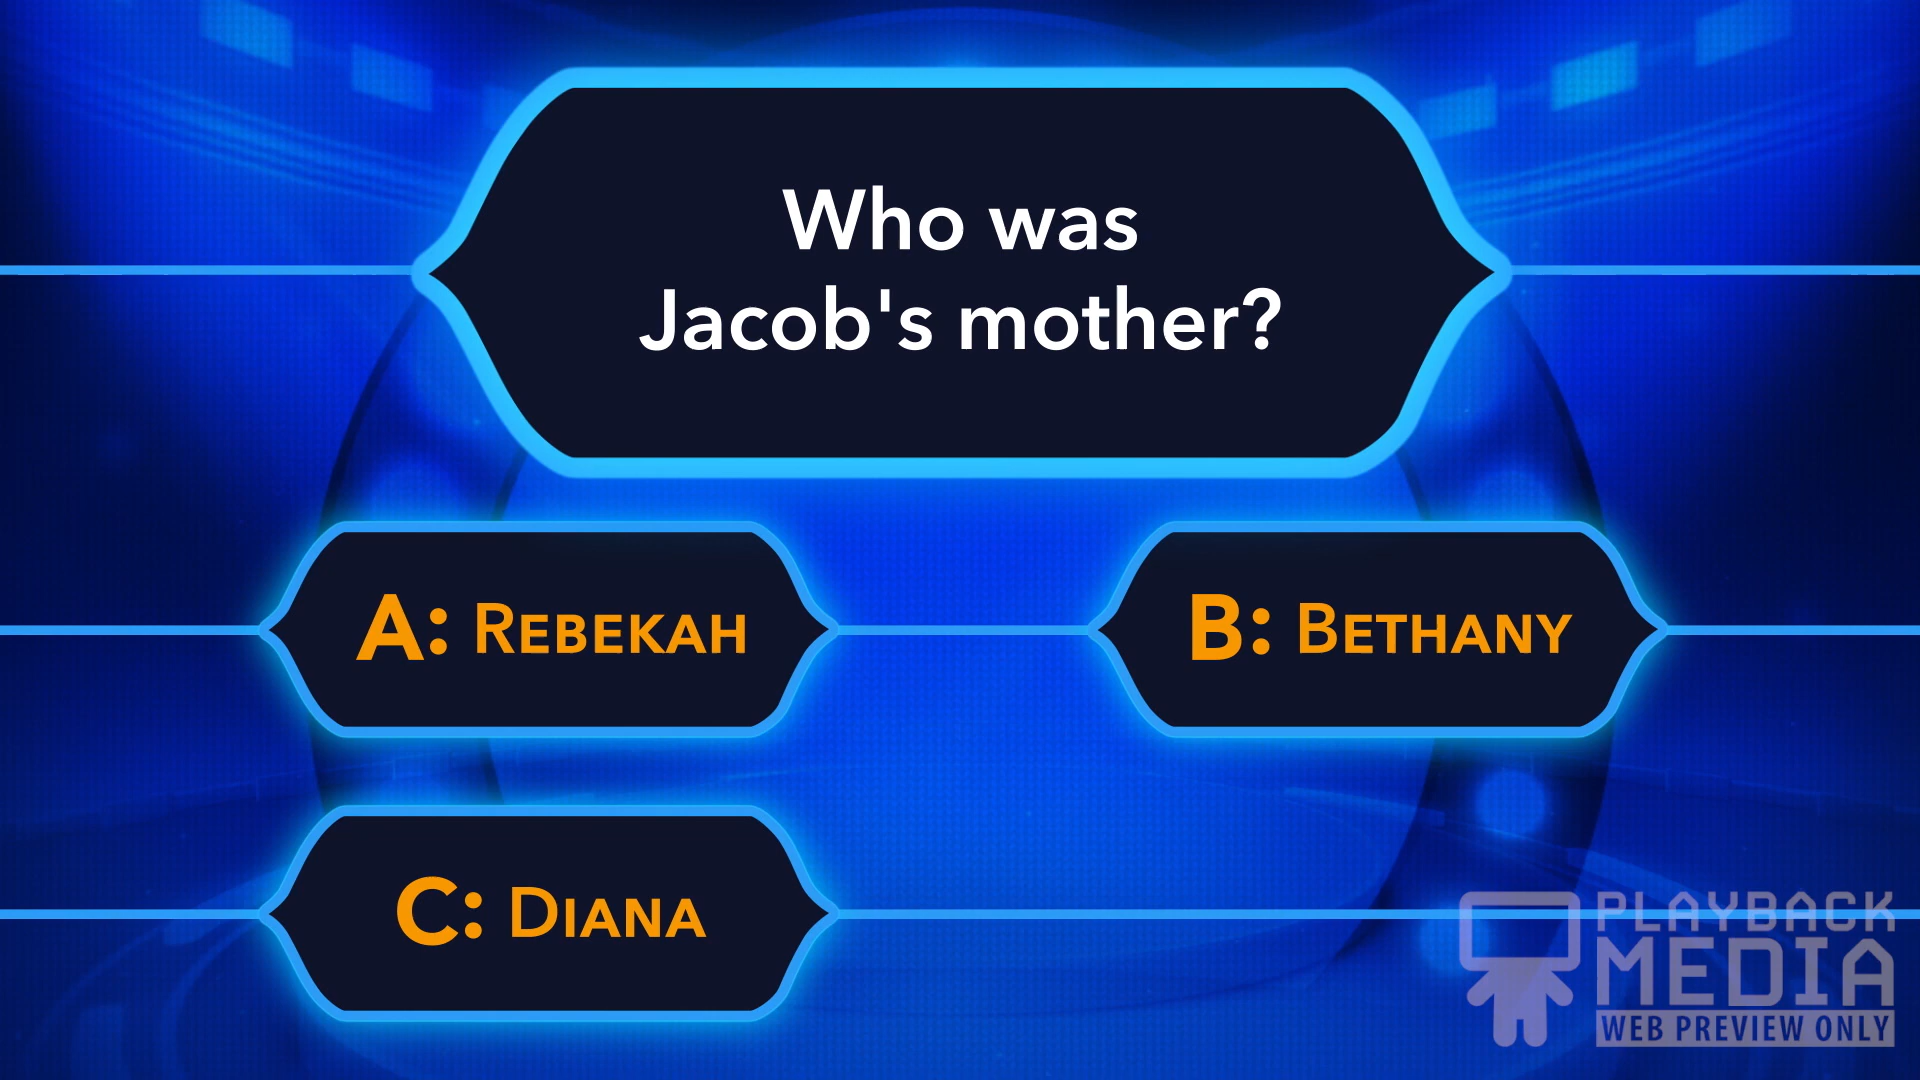 Who was
Jacob's mother?
A: REBEKAH
B: BETHANY
C: DIANA
PLAYBACK
MEDIA
WEB PREVIEW ONLY